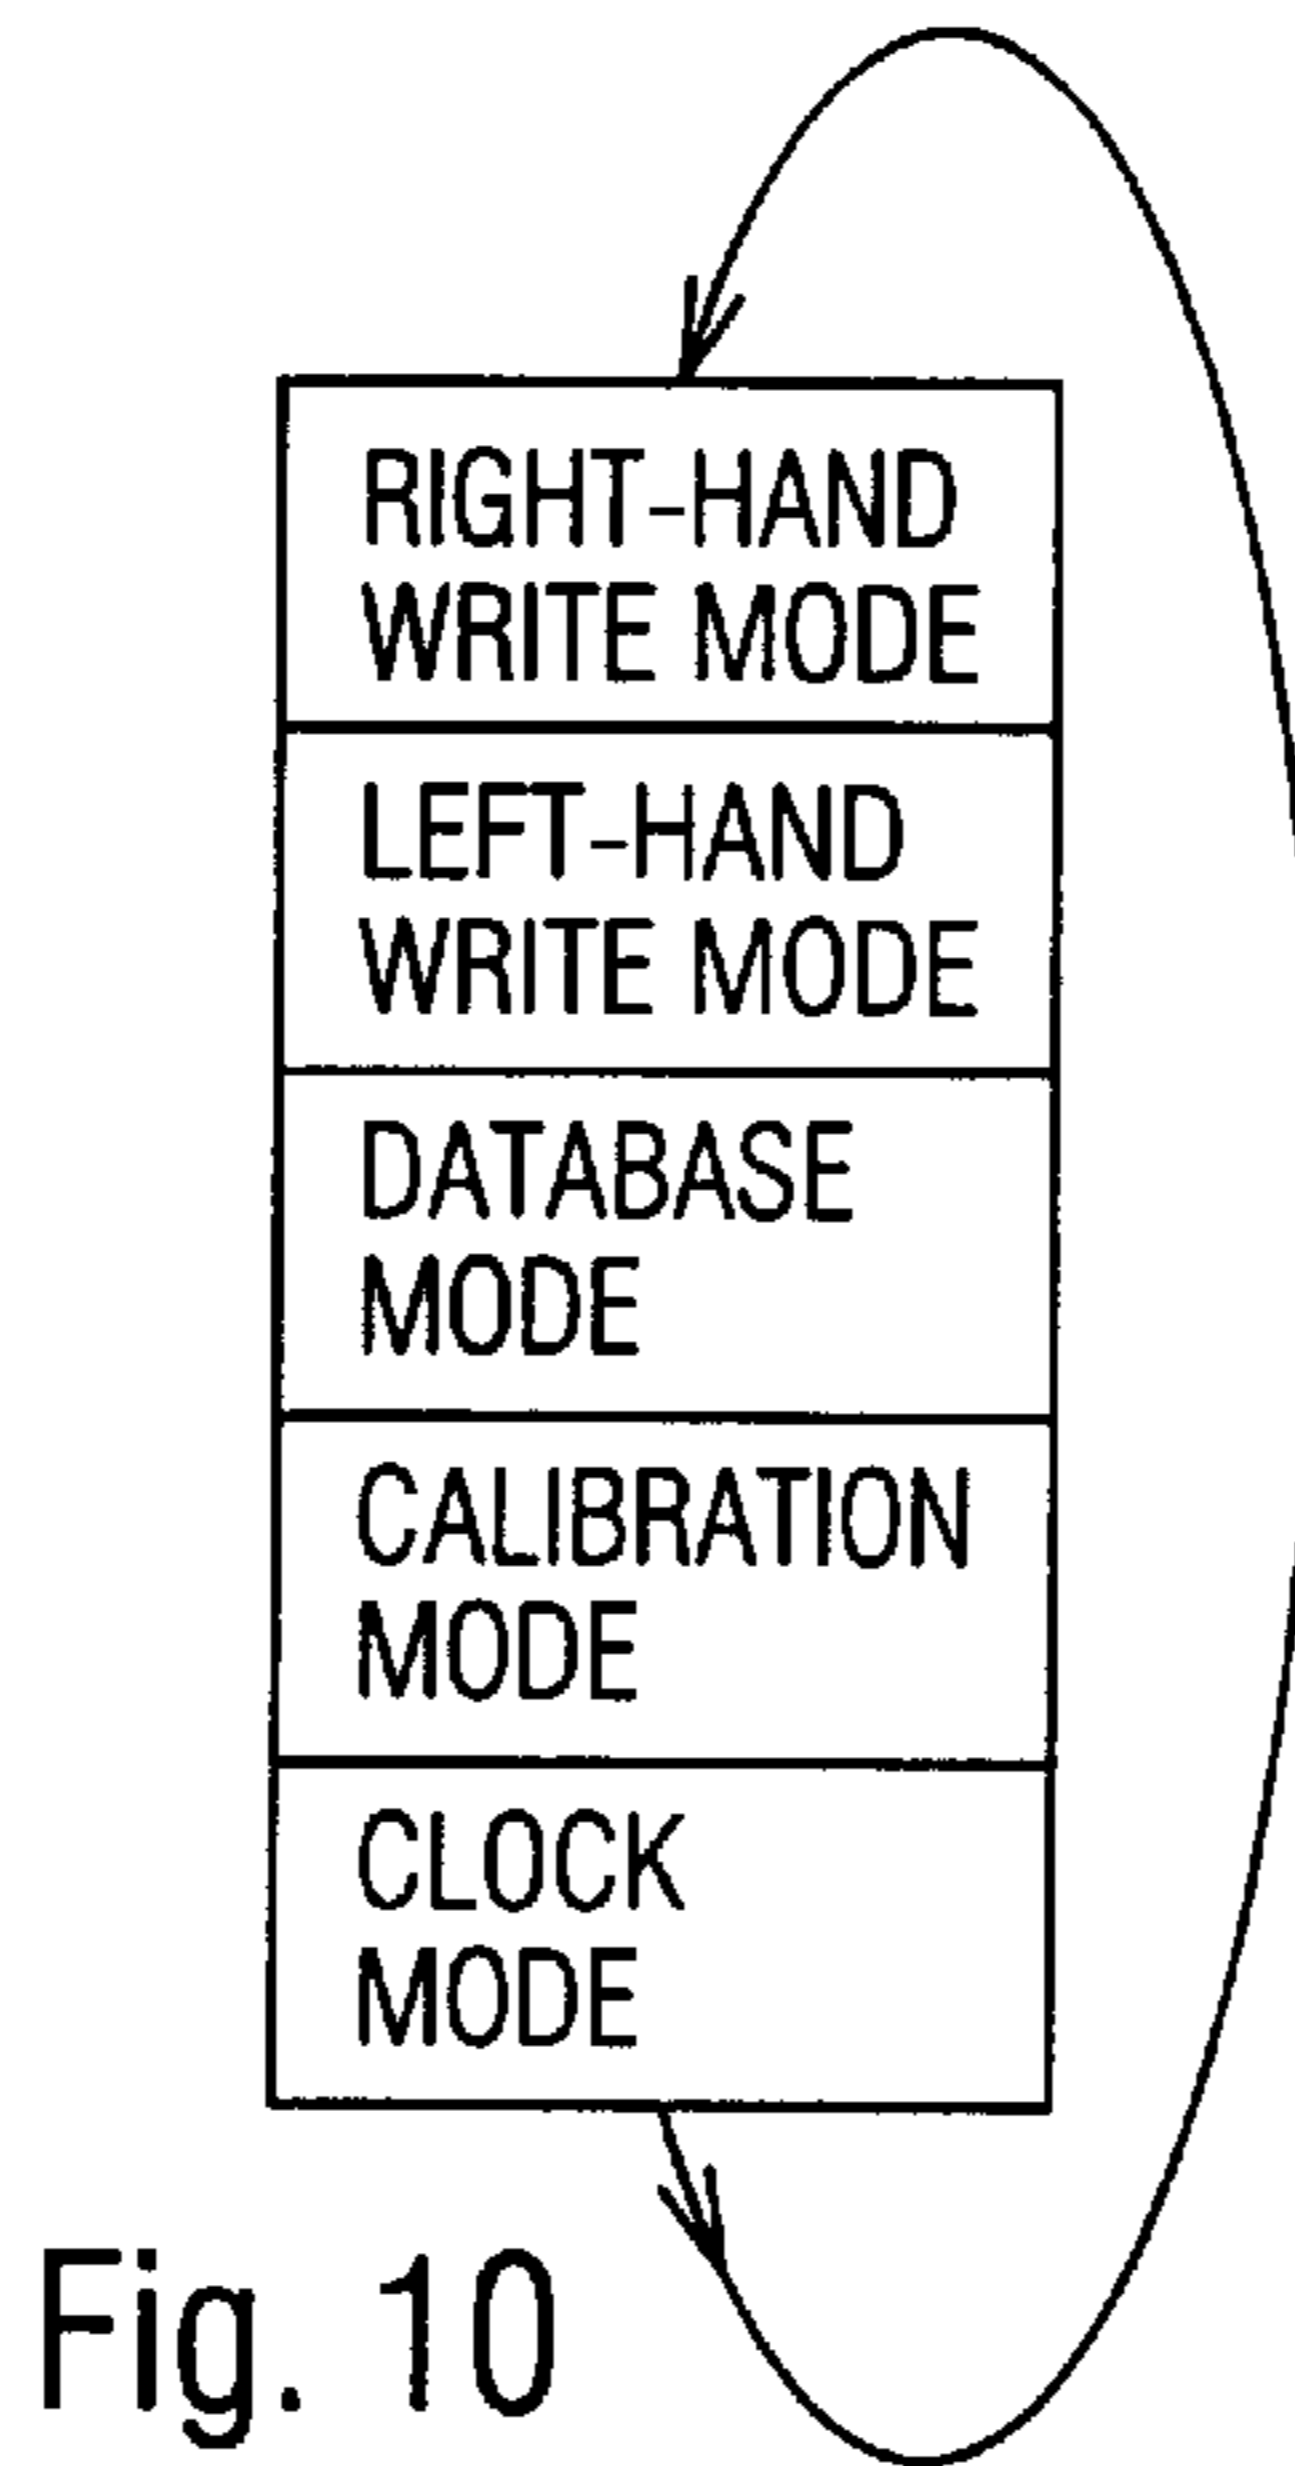 RIGHT-HAND
WRITE MODE
LEFT-HAND
WRITE MODE
DATABASE
MODE
CALIBRATION
MODE
CLOCK
MODE
Fig. 10